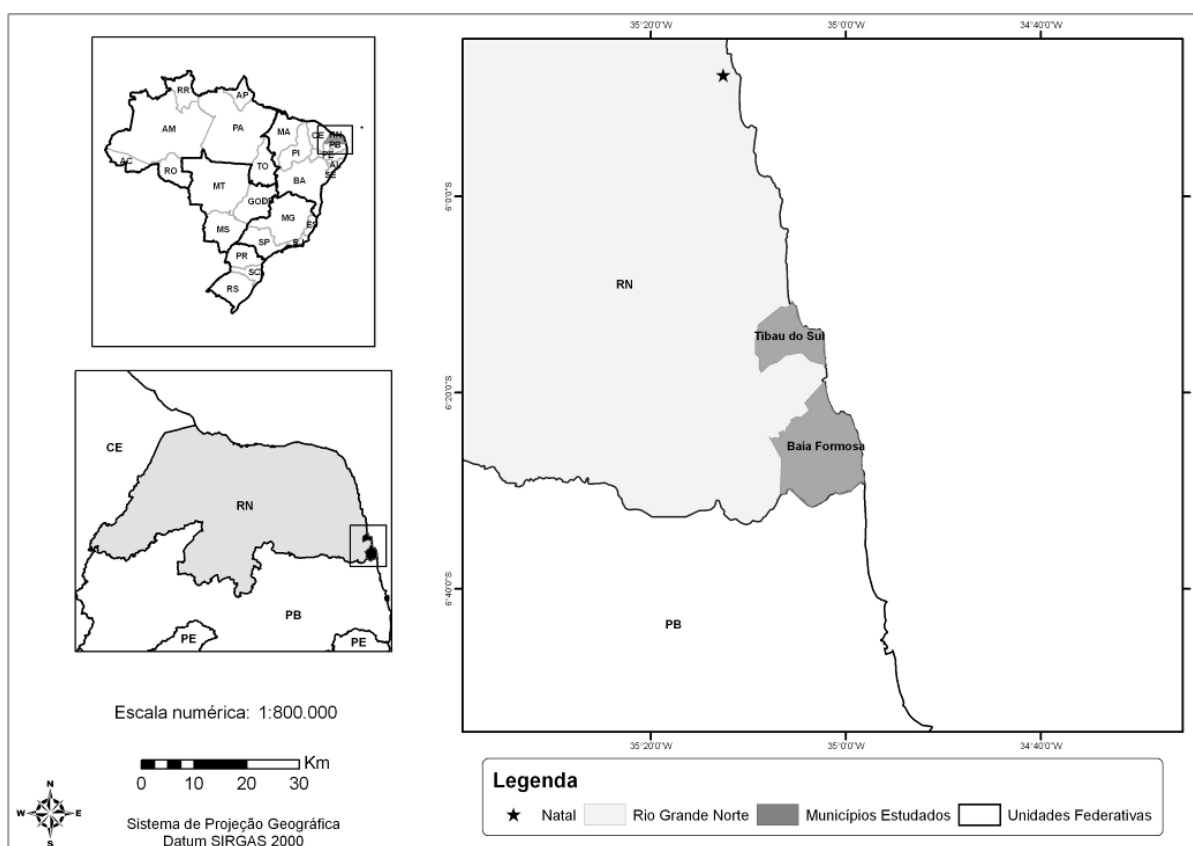 RR
AP
AM
PA
MA
CE
RN
PB
PI
PE
AL
SE
AC
RO
TO
BA
MT
GODF
MG
ES
MS
SP
RJ
PR
SC
RS
CE
RN
PB
PE
PE
Escala numérica: 1:800.000
0 5 10 20 30 Km
N
W E
S
Sistema de Projeção Geográfica
Datum SIRGAS 2000
35°20'0"W 35°0'0"W 34°40'0"W
6°0'0"S
6°20'0"S
6°40'0"S
RN
Tibau do Sul
Baia Formosa
PB
35°20'0"W 35°0'0"W 34°40'0"W
Legenda
Natal Rio Grande Norte Municípios Estudados Unidades Federativas